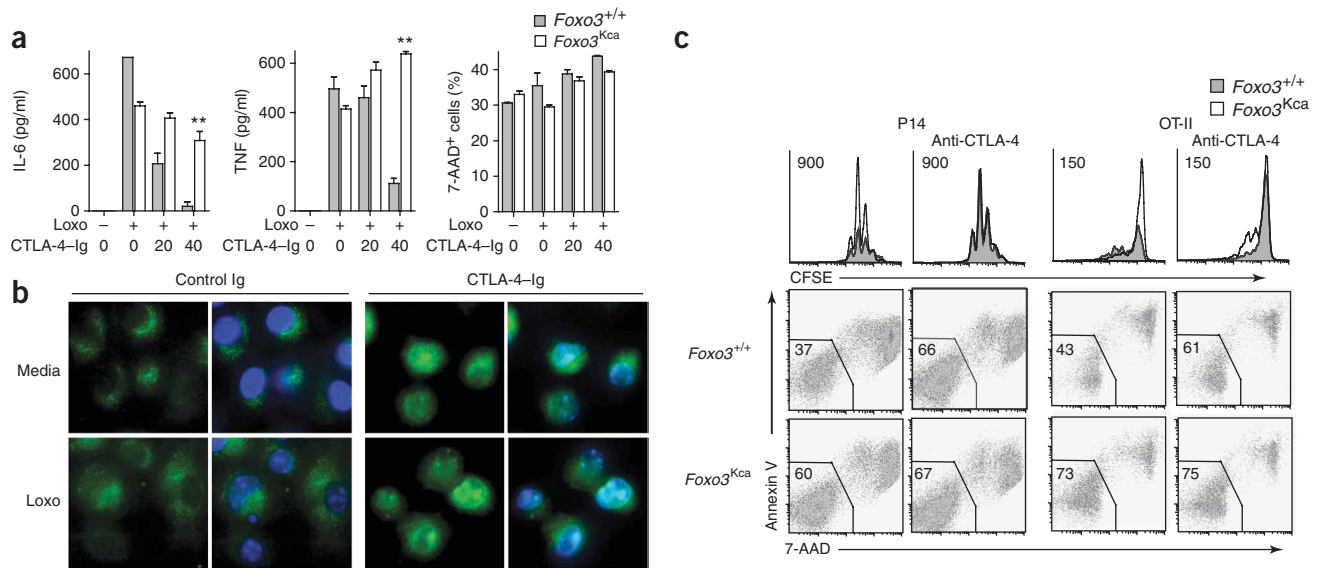 a
IL-6 (pg/ml)
600
400
200
0
Loxo – + + +
CTLA-4–Ig 0 0 20 40
**
TNF (pg/ml)
600
400
200
0
Loxo – + + +
CTLA-4–Ig 0 0 20 40
**
Foxo3+/+
Foxo3Kca
7-AAD+ cells (%)
40
30
20
10
0
Loxo – + + +
CTLA-4–Ig 0 0 20 40
b
Control Ig
CTLA-4–Ig
Media
Loxo
c
Foxo3+/+
Foxo3Kca
P14
Anti-CTLA-4
OT-II
Anti-CTLA-4
900
900
150
150
CFSE
Foxo3+/+
37
66
43
61
Foxo3Kca
60
67
73
75
Annexin V
7-AAD